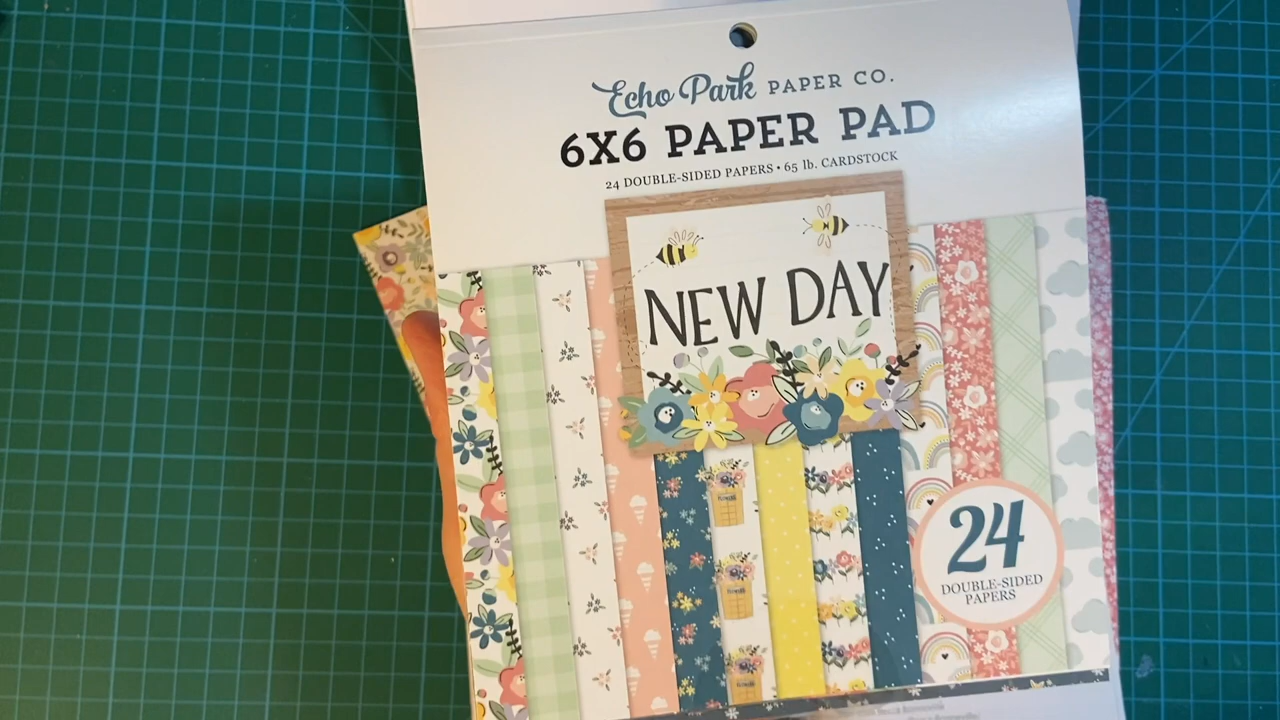 Echo Park PAPER CO.
6X6 PAPER PAD
24 DOUBLE-SIDED PAPERS • 65 lb. CARDSTOCK
NEW DAY
24
DOUBLE-SIDED
PAPERS